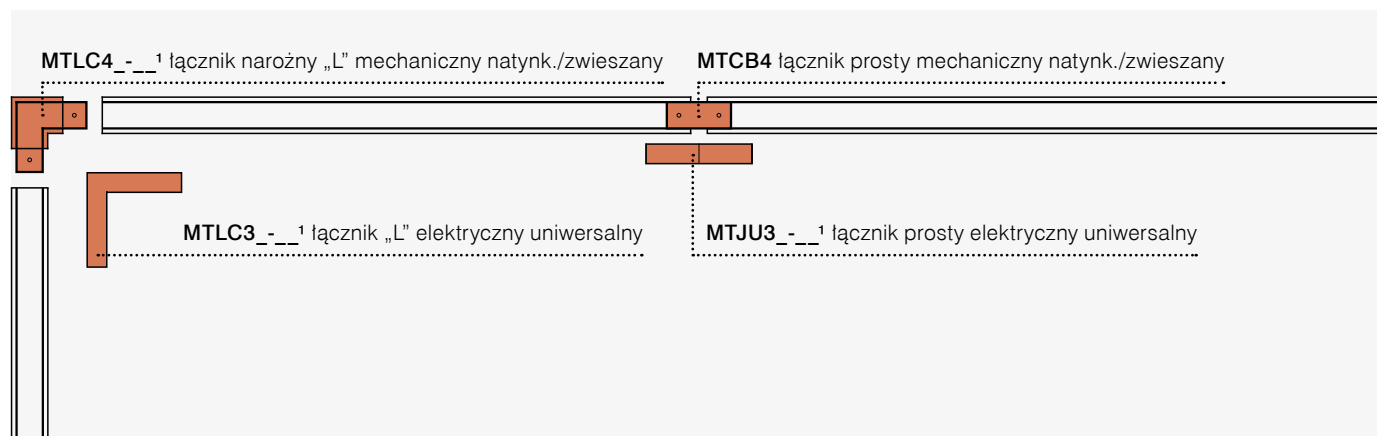 MTLC4_-__¹ łącznik narożny „L” mechaniczny natynk./zwieszany
MTCB4 łącznik prosty mechaniczny natynk./zwieszany
MTLC3_-__¹ łącznik „L” elektryczny uniwersalny
MTJU3_-__¹ łącznik prosty elektryczny uniwersalny